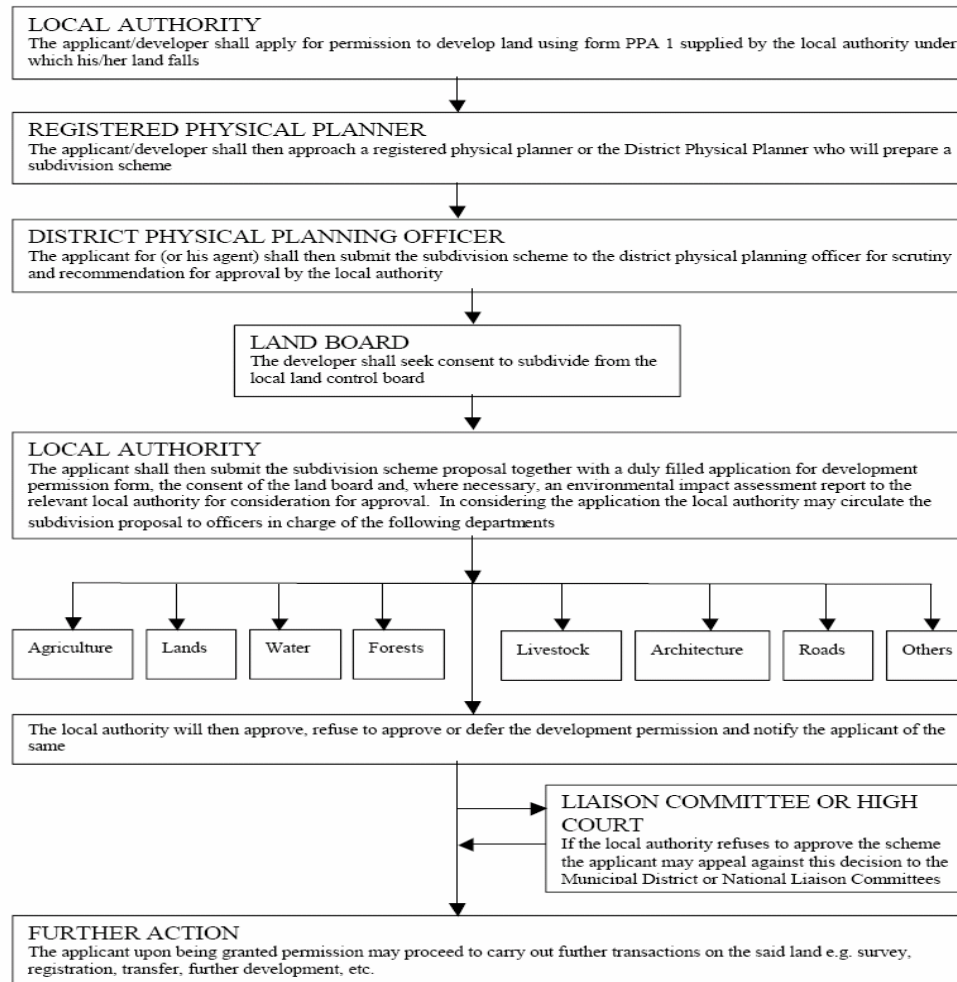 LOCAL AUTHORITY
The applicant/developer shall apply for permission to develop land using form PPA 1 supplied by the local authority under
which his/her land falls
REGISTERED PHYSICAL PLANNER
The applicant/developer shall then approach a registered physical planner or the District Physical Planner who will prepare a
subdivision scheme
DISTRICT PHYSICAL PLANNING OFFICER
The applicant for (or his agent) shall then submit the subdivision scheme to the district physical planning officer for scrutiny
and recommendation for approval by the local authority
LAND BOARD
The developer shall seek consent to subdivide from the
local land control board
LOCAL AUTHORITY
The applicant shall then submit the subdivision scheme proposal together with a duly filled application for development
permission form, the consent of the land board and, where necessary, an environmental impact assessment report to the
relevant local authority for consideration for approval. In considering the application the local authority may circulate the
subdivision proposal to officers in charge of the following departments
Agriculture
Lands
Water
Forests
Livestock
Architecture
Roads
Others
The local authority will then approve, refuse to approve or defer the development permission and notify the applicant of the
same
LIAISON COMMITTEE OR HIGH
COURT
If the local authority refuses to approve the scheme
the applicant may appeal against this decision to the
Municipal District or National Liaison Committees
FURTHER ACTION
The applicant upon being granted permission may proceed to carry out further transactions on the said land e.g. survey,
registration, transfer, further development, etc.